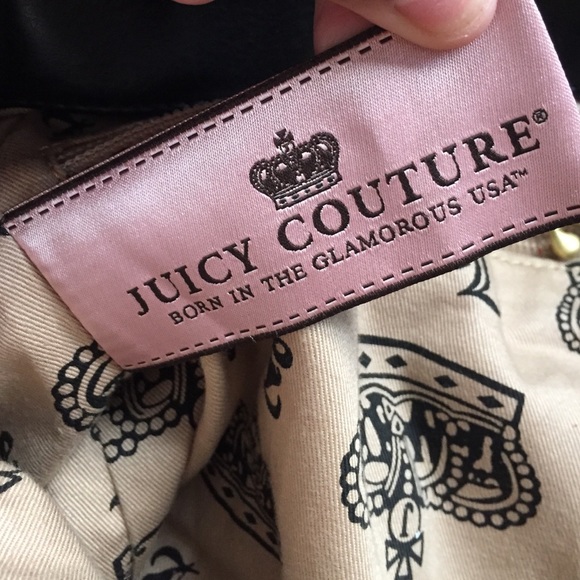 JUICY COUTURE®
BORN IN THE GLAMOROUS USA™
J